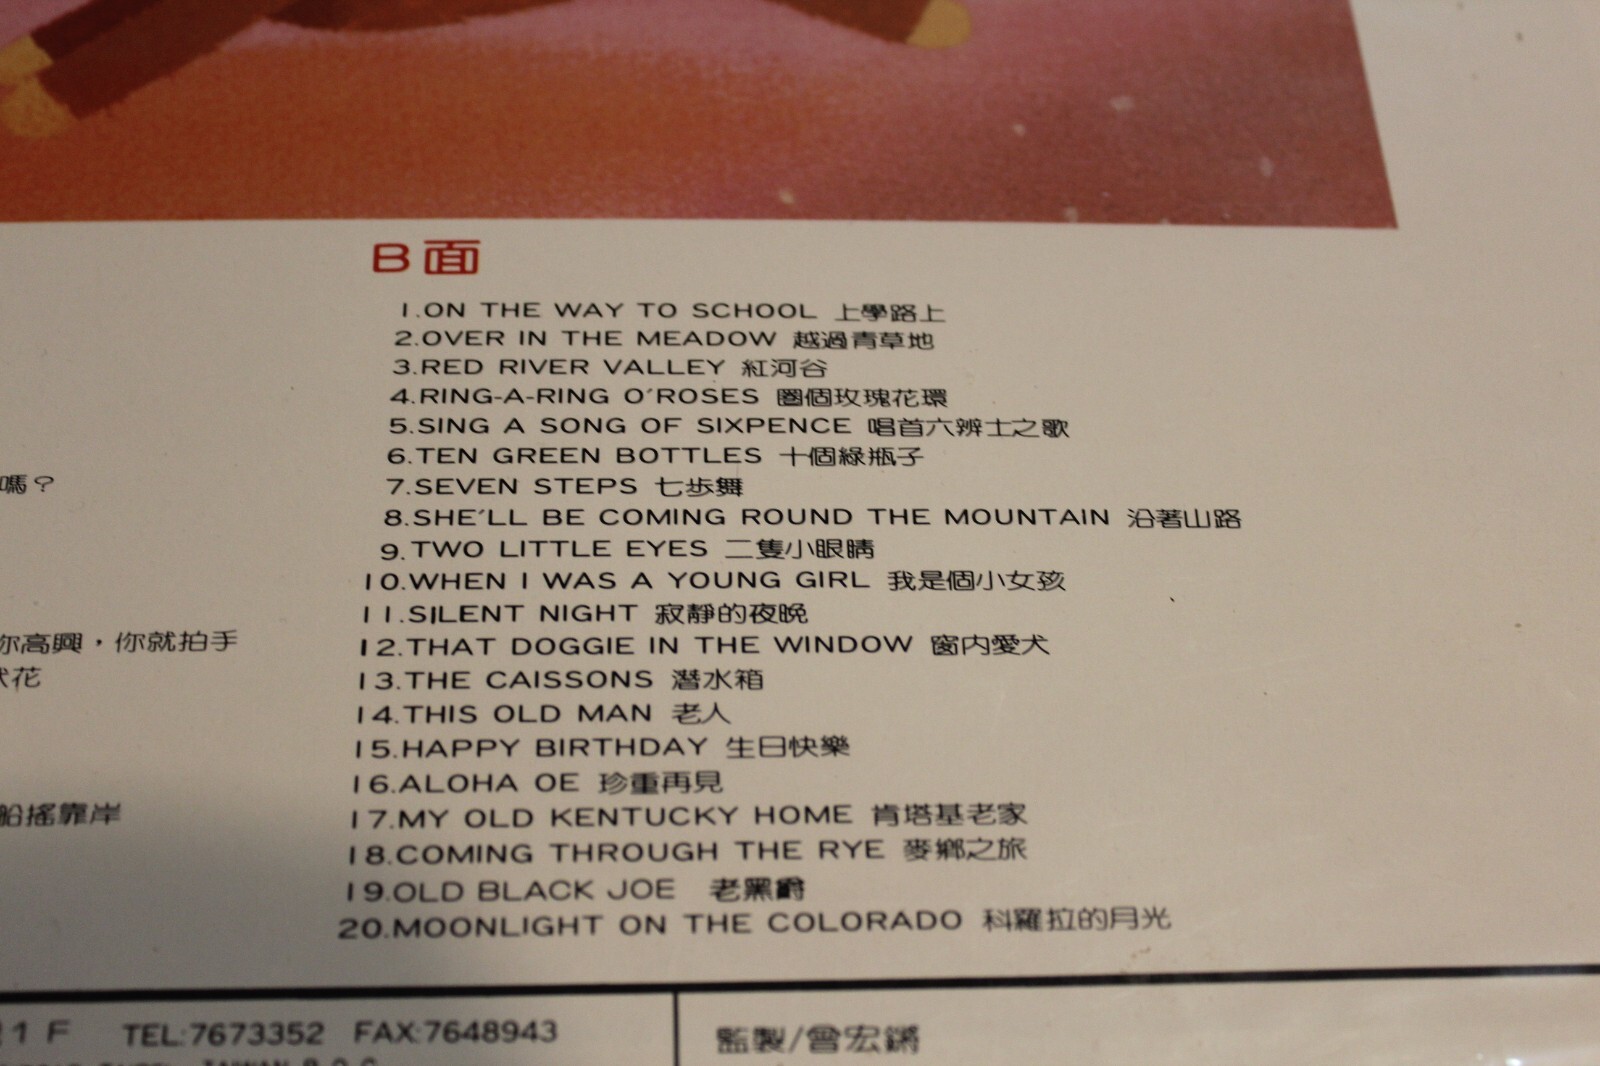 B面
1.ON THE WAY TO SCHOOL 上學路上
2.OVER IN THE MEADOW 越過青草地
3.RED RIVER VALLEY 紅河谷
4.RING-A-RING O'ROSES 圈個玫瑰花環
5.SING A SONG OF SIXPENCE 唱首六辨士之歌
6.TEN GREEN BOTTLES 十個綠瓶子
嗎？
7.SEVEN STEPS 七步舞
8.SHE'LL BE COMING ROUND THE MOUNTAIN 沿著山路
9.TWO LITTLE EYES 二隻小眼睛
10.WHEN I WAS A YOUNG GIRL 我是個小女孩
11.SILENT NIGHT 寂靜的夜晚
你高興，你就拍手
12.THAT DOGGIE IN THE WINDOW 窗内愛犬
花
13.THE CAISSONS 潛水箱
14.THIS OLD MAN 老人
15.HAPPY BIRTHDAY 生日快樂
16.ALOHA OE 珍重再見
船搖靠岸
17.MY OLD KENTUCKY HOME 肯塔基老家
18.COMING THROUGH THE RYE 麥鄉之旅
19.OLD BLACK JOE 老黑爵
20.MOONLIGHT ON THE COLORADO 科羅拉的月光
1F TEL:7673352 FAX:7648943
監製/曾宏鏘
TAIWAN R.O.C